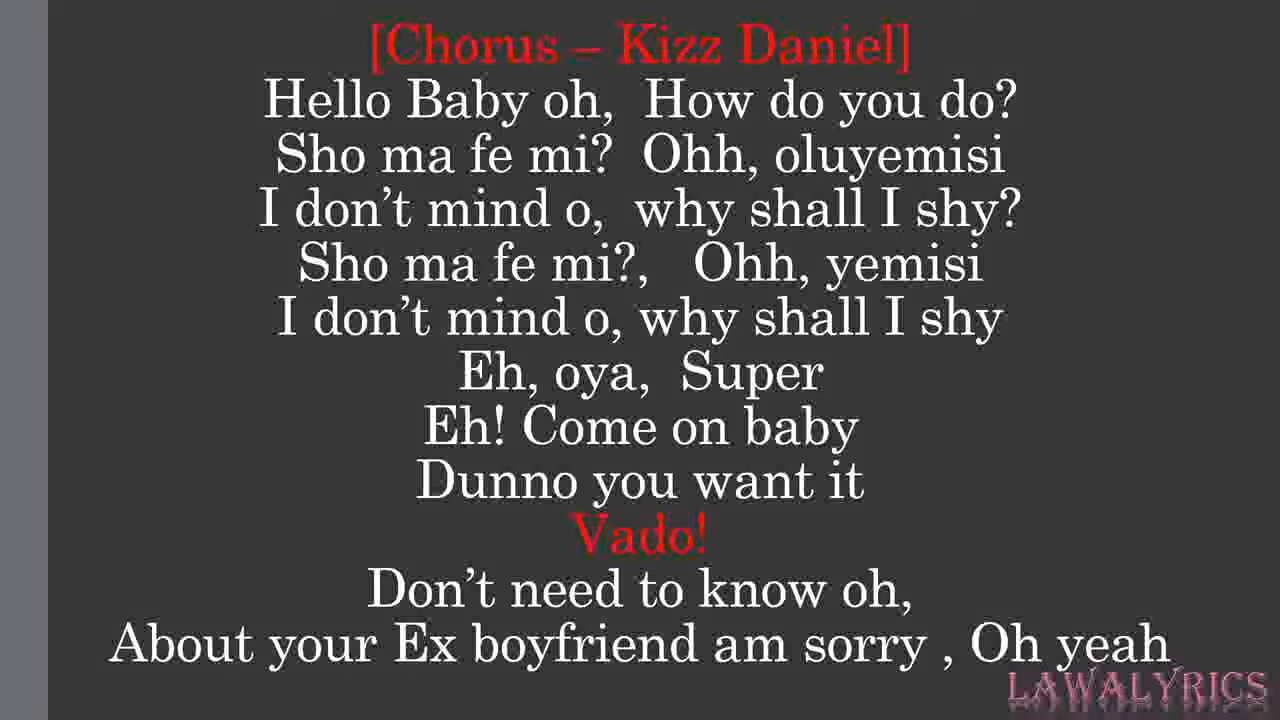 [Chorus – Kizz Daniel]
Hello Baby oh, How do you do?
Sho ma fe mi? Ohh, oluyemisi
I don’t mind o, why shall I shy?
Sho ma fe mi?, Ohh, yemisi
I don’t mind o, why shall I shy
Eh, oya, Super
Eh! Come on baby
Dunno you want it
Vado!
Don’t need to know oh,
About your Ex boyfriend am sorry , Oh yeah
LAWALYRICS